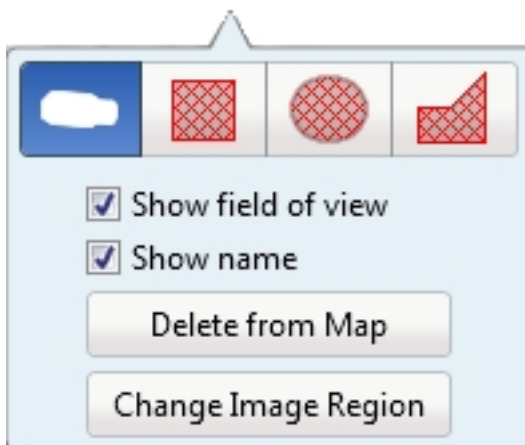 Show field of view
Show name
Delete from Map
Change Image Region